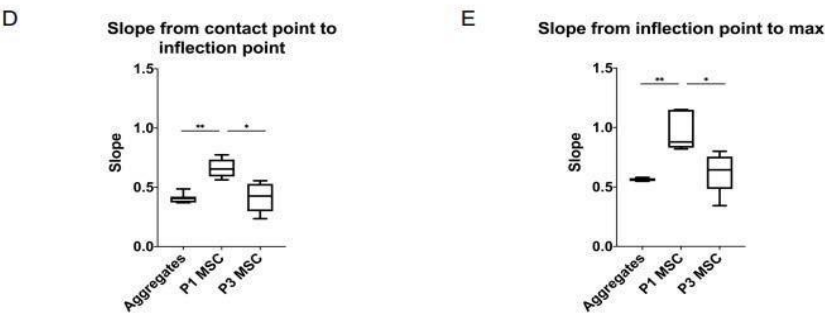 D
Slope from contact point to
inflection point
1.5
1.0
0.5
0.0
Slope
** *
Aggregates
P1 MSC
P3 MSC
E
Slope from inflection point to max
1.5
1.0
0.5
0.0
Slope
** *
Aggregates
P1 MSC
P3 MSC